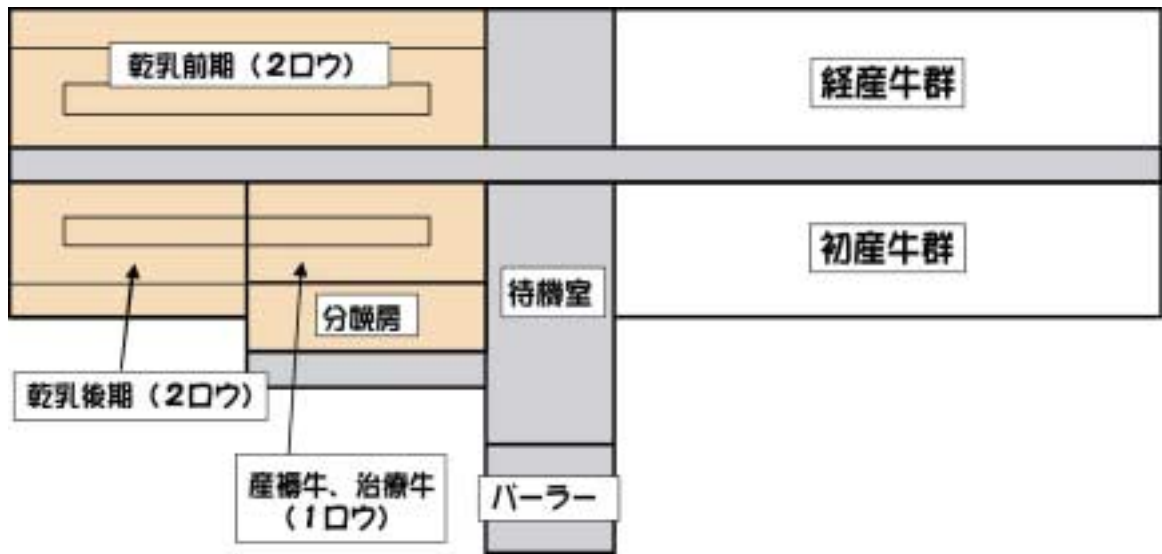 乾乳前期（２ロウ）
経産牛群
初産牛群
待機室
分娩房
乾乳後期（２ロウ）
産褥牛、治療牛
（１ロウ）
パーラー